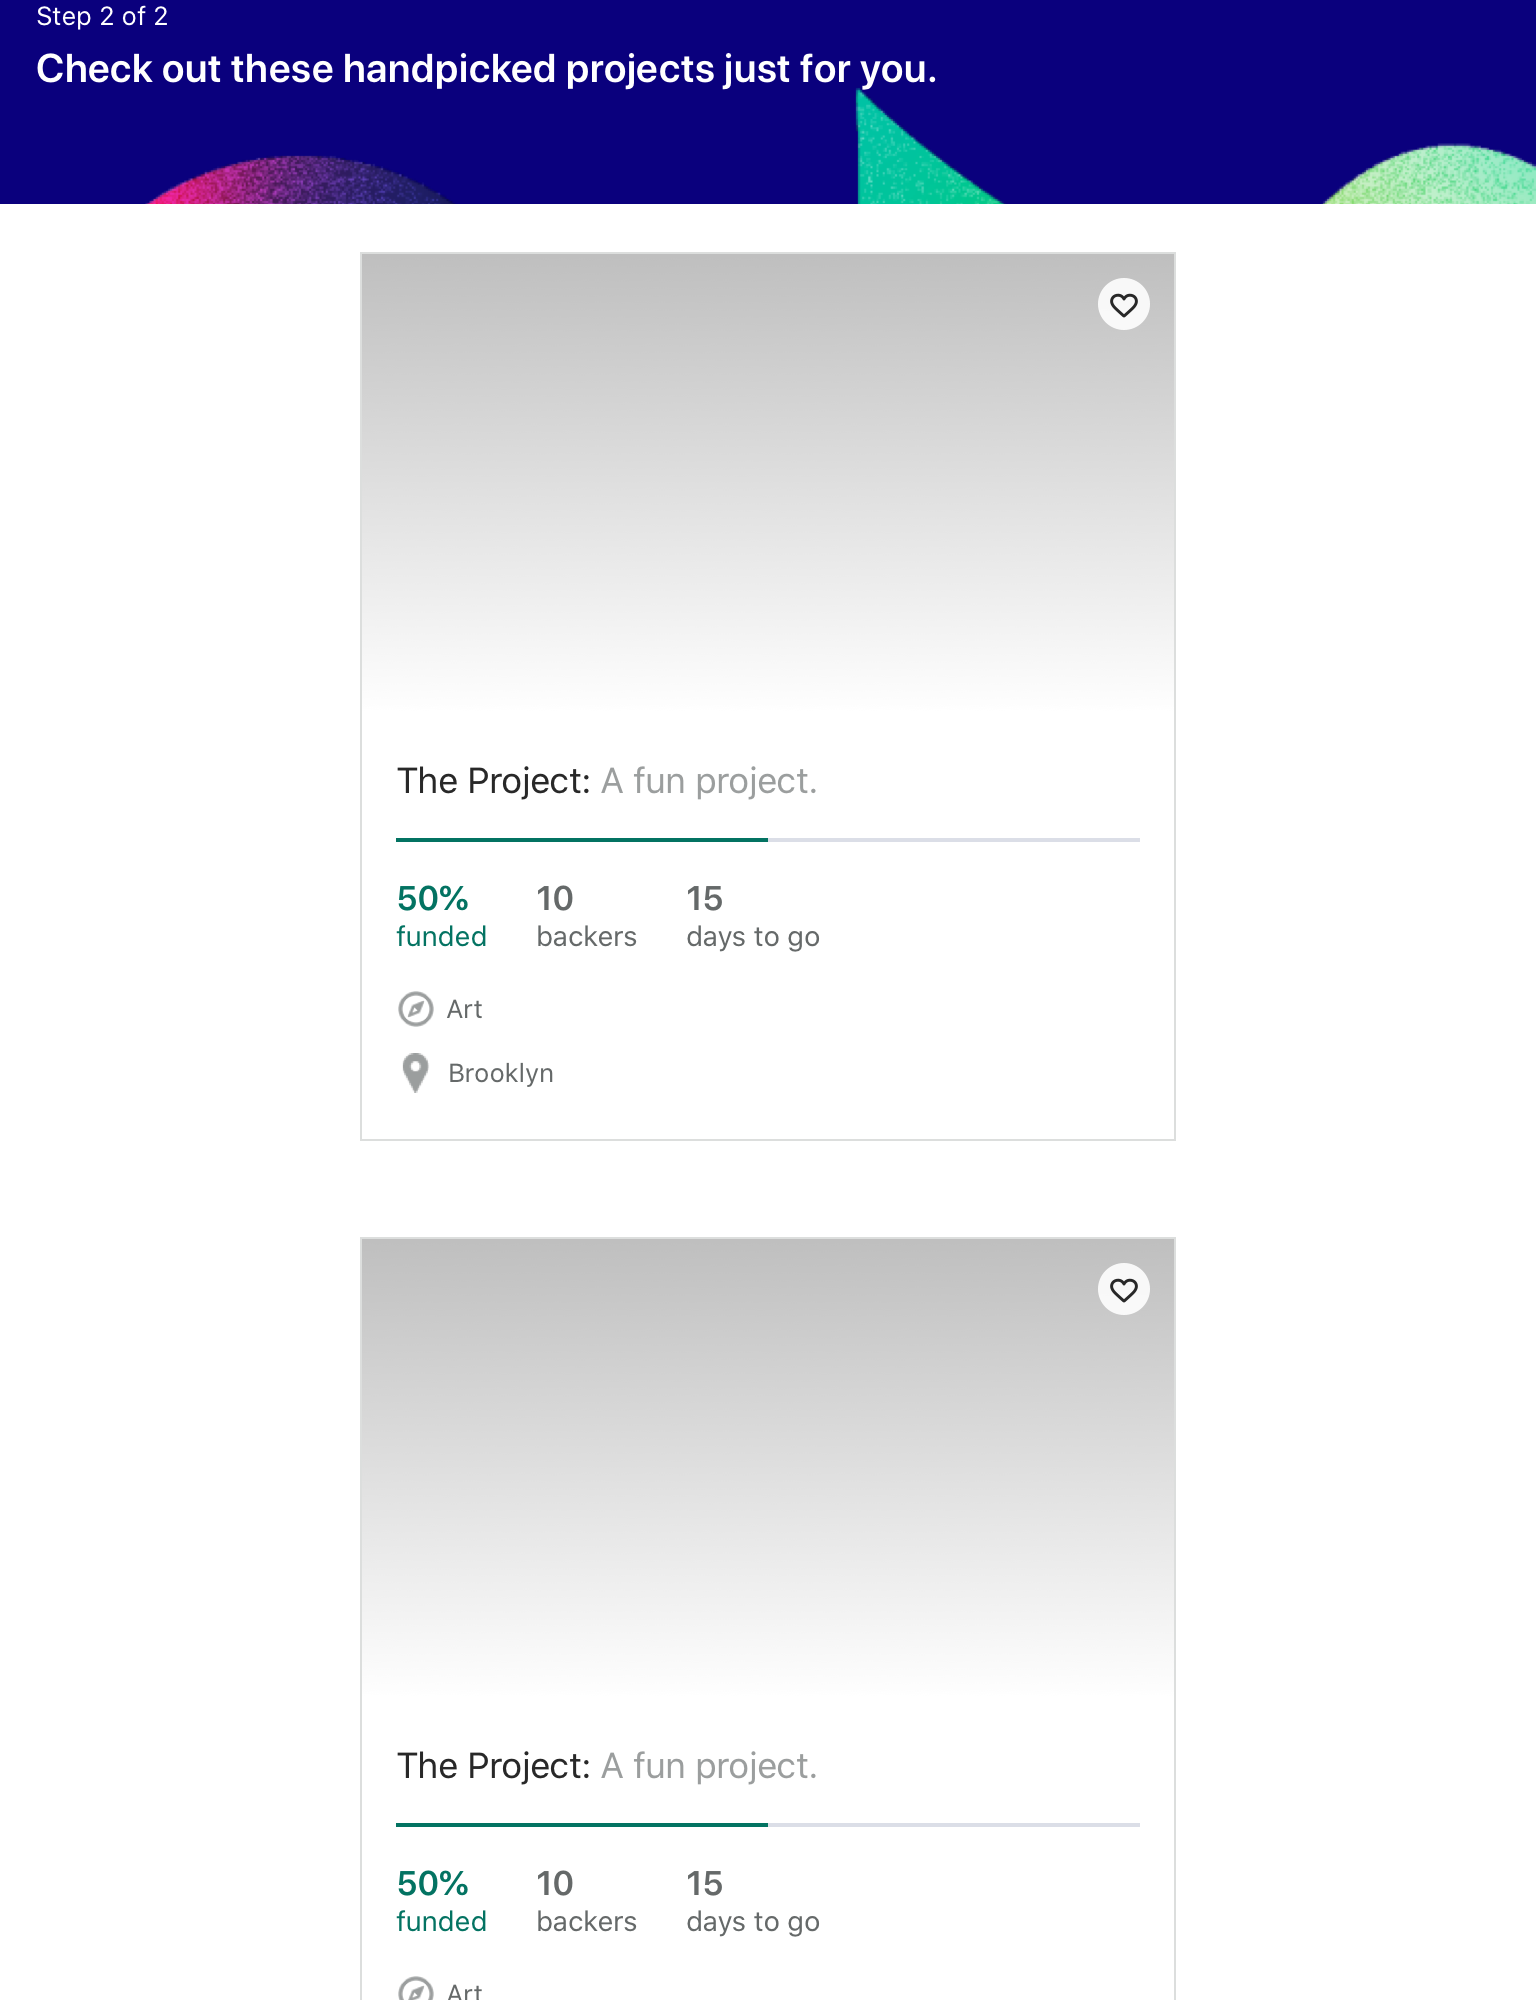 Step 2 of 2
Check out these handpicked projects just for you.
The Project: A fun project.
50% 10 15
funded backers days to go
Art
Brooklyn
The Project: A fun project.
50% 10 15
funded backers days to go
Art